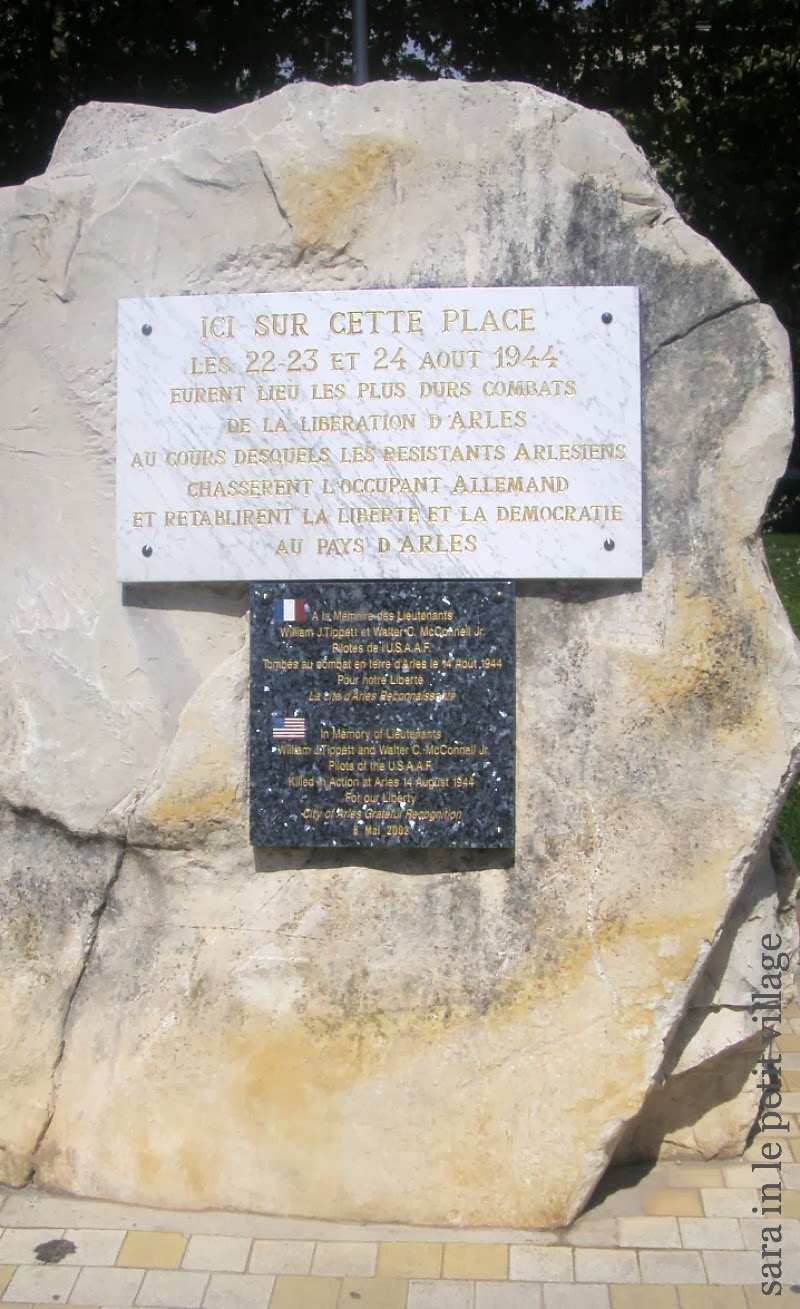 ICI SUR CETTE PLACE
LES 22-23 ET 24 AOUT 1944
EURENT LIEU LES PLUS DURS COMBATS
DE LA LIBERATION D'ARLES
AU COURS DESQUELS LES RESISTANTS ARLESIENS
CHASSERENT L'OCCUPANT ALLEMAND
ET RETABLIRENT LA LIBERTE ET LA DEMOCRATIE
AU PAYS D'ARLES
A la Mémoire des Lieutenants
William J.Tippett et Walter C. McConnell Jr.
Pilotes de l'U.S.A.A.F.
Tombés au combat en terre d'Arles le 14 Août 1944
Pour notre Liberté
La cité d'Arles Reconnaissante
In Memory of Lieutenants
William J.Tippett and Walter C. McConnell Jr.
Pilots of the U.S.A.A.F.
Killed in Action at Arles 14 August 1944
For our Liberty
City of Arles Grateful Recognition
8 Mai 2002
sara in le petit village